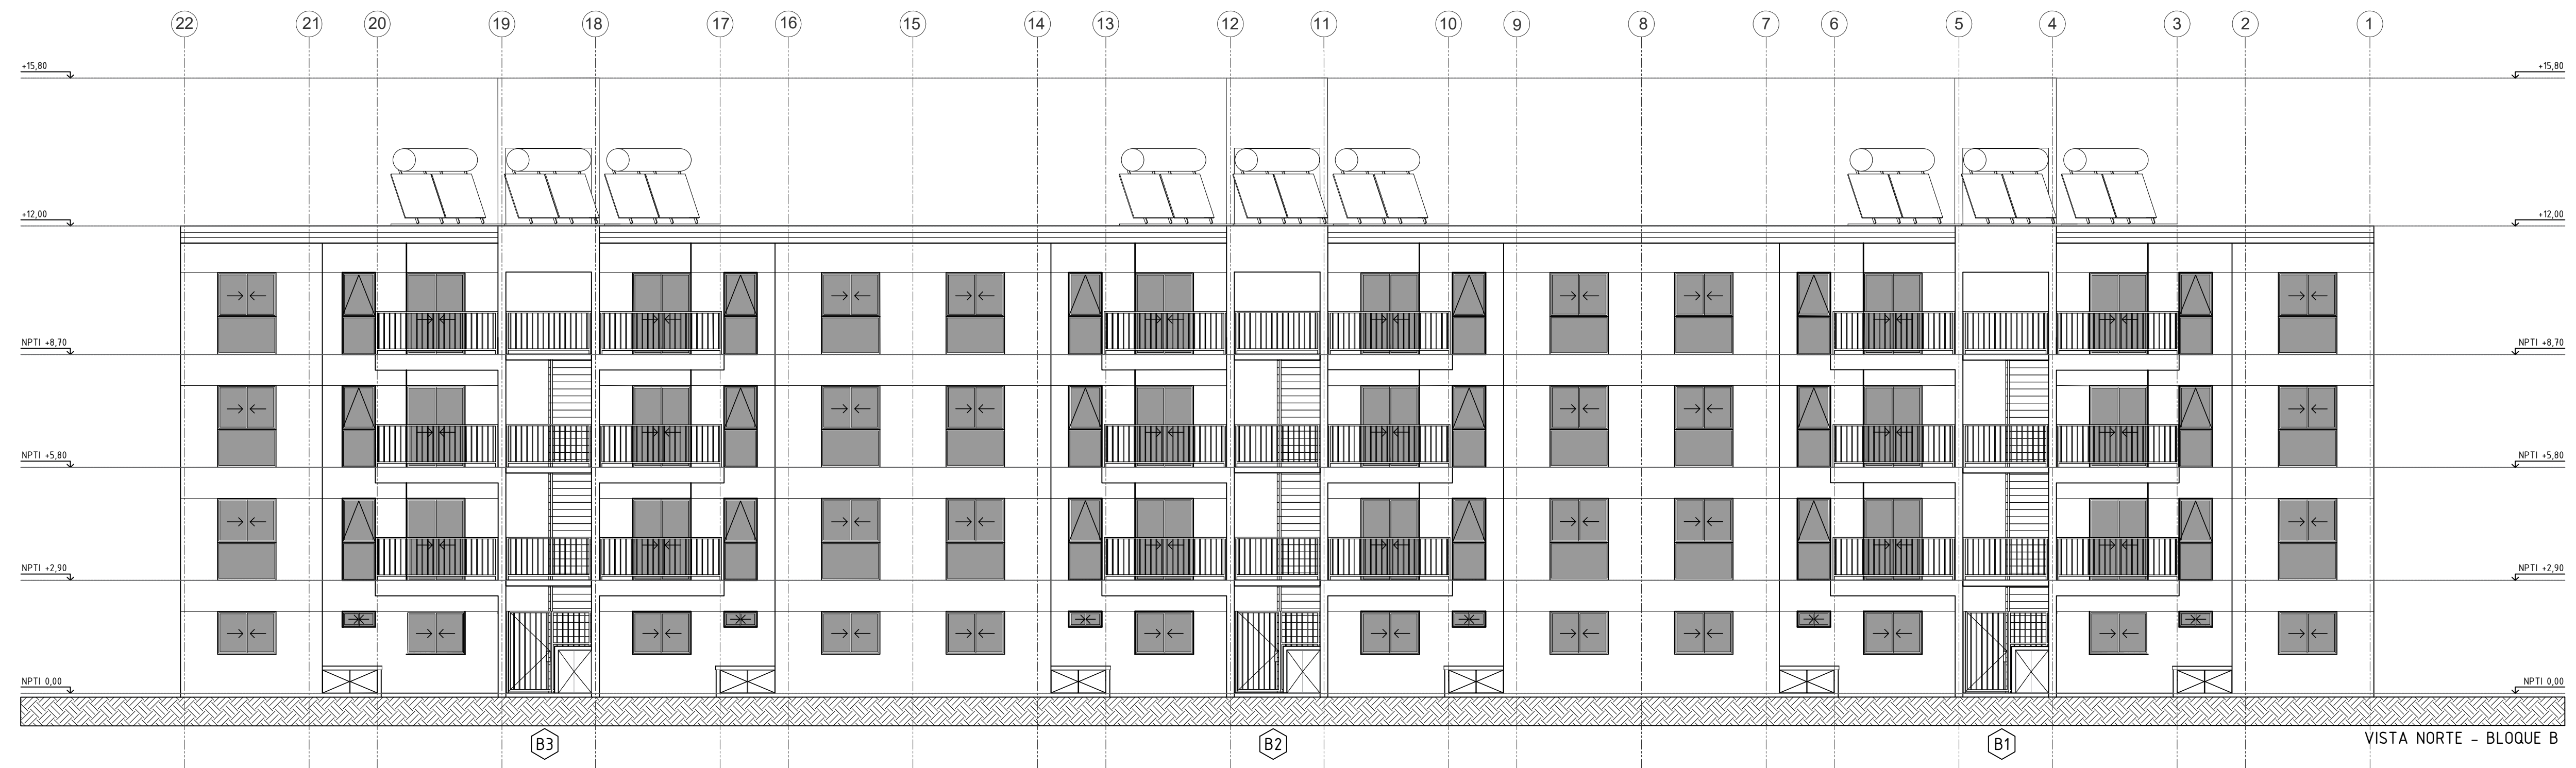 22 21 20 19 18 17 16 15 14 13 12 11 10 9 8 7 6 5 4 3 2 1
+15,80 +15,80
+12,00 +12,00
NPTI +8,70 NPTI +8,70
NPTI +5,80 NPTI +5,80
NPTI +2,90 NPTI +2,90
NPTI 0,00 NPTI 0,00
B3 B2 B1
VISTA NORTE - BLOQUE B